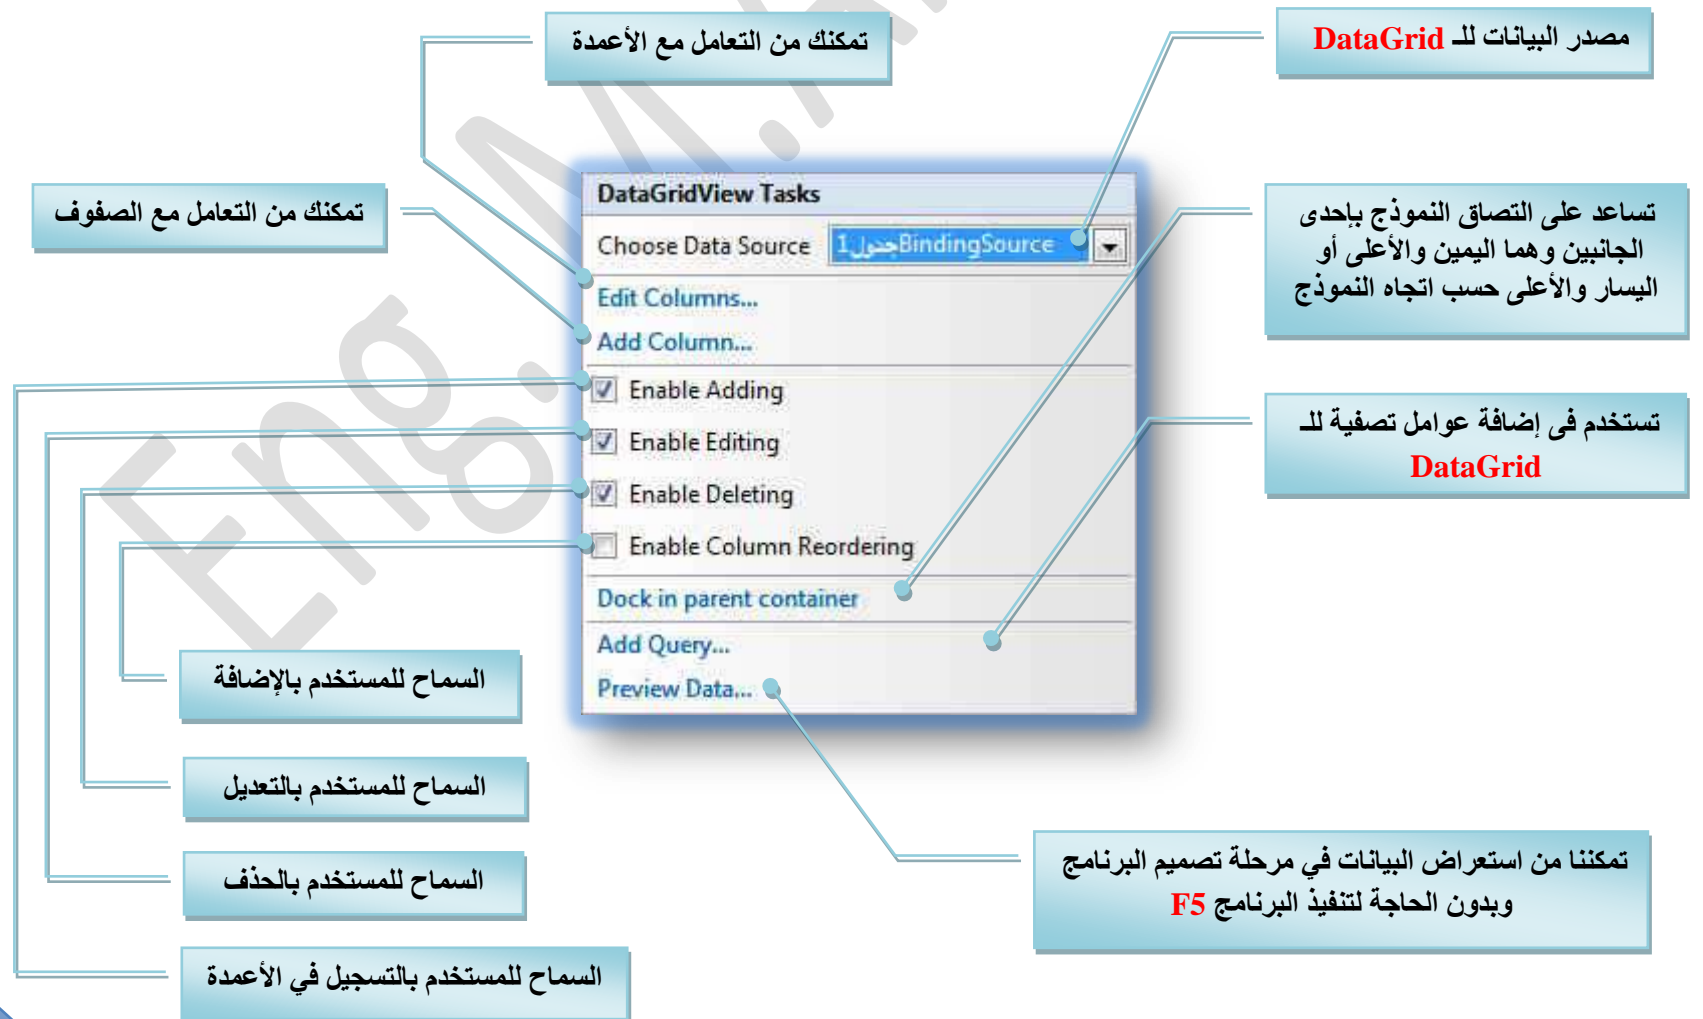 تمكنك من التعامل مع الأعمدة
مصدر البيانات للـ DataGrid
تمكنك من التعامل مع الصفوف
تساعد على التصاق النموذج بإحدى
الجانبين وهما اليمين والأعلى أو
اليسار والأعلى حسب اتجاه النموذج
تستخدم فى إضافة عوامل تصفية للـ
DataGrid
DataGridView Tasks
Choose Data Source جدول1BindingSource
Edit Columns...
Add Column...
Enable Adding
Enable Editing
Enable Deleting
Enable Column Reordering
Dock in parent container
Add Query...
Preview Data...
السماح للمستخدم بالإضافة
السماح للمستخدم بالتعديل
السماح للمستخدم بالحذف
السماح للمستخدم بالتسجيل في الأعمدة
تمكننا من استعراض البيانات في مرحلة تصميم البرنامج
وبدون الحاجة لتنفيذ البرنامج F5
Eng.M.